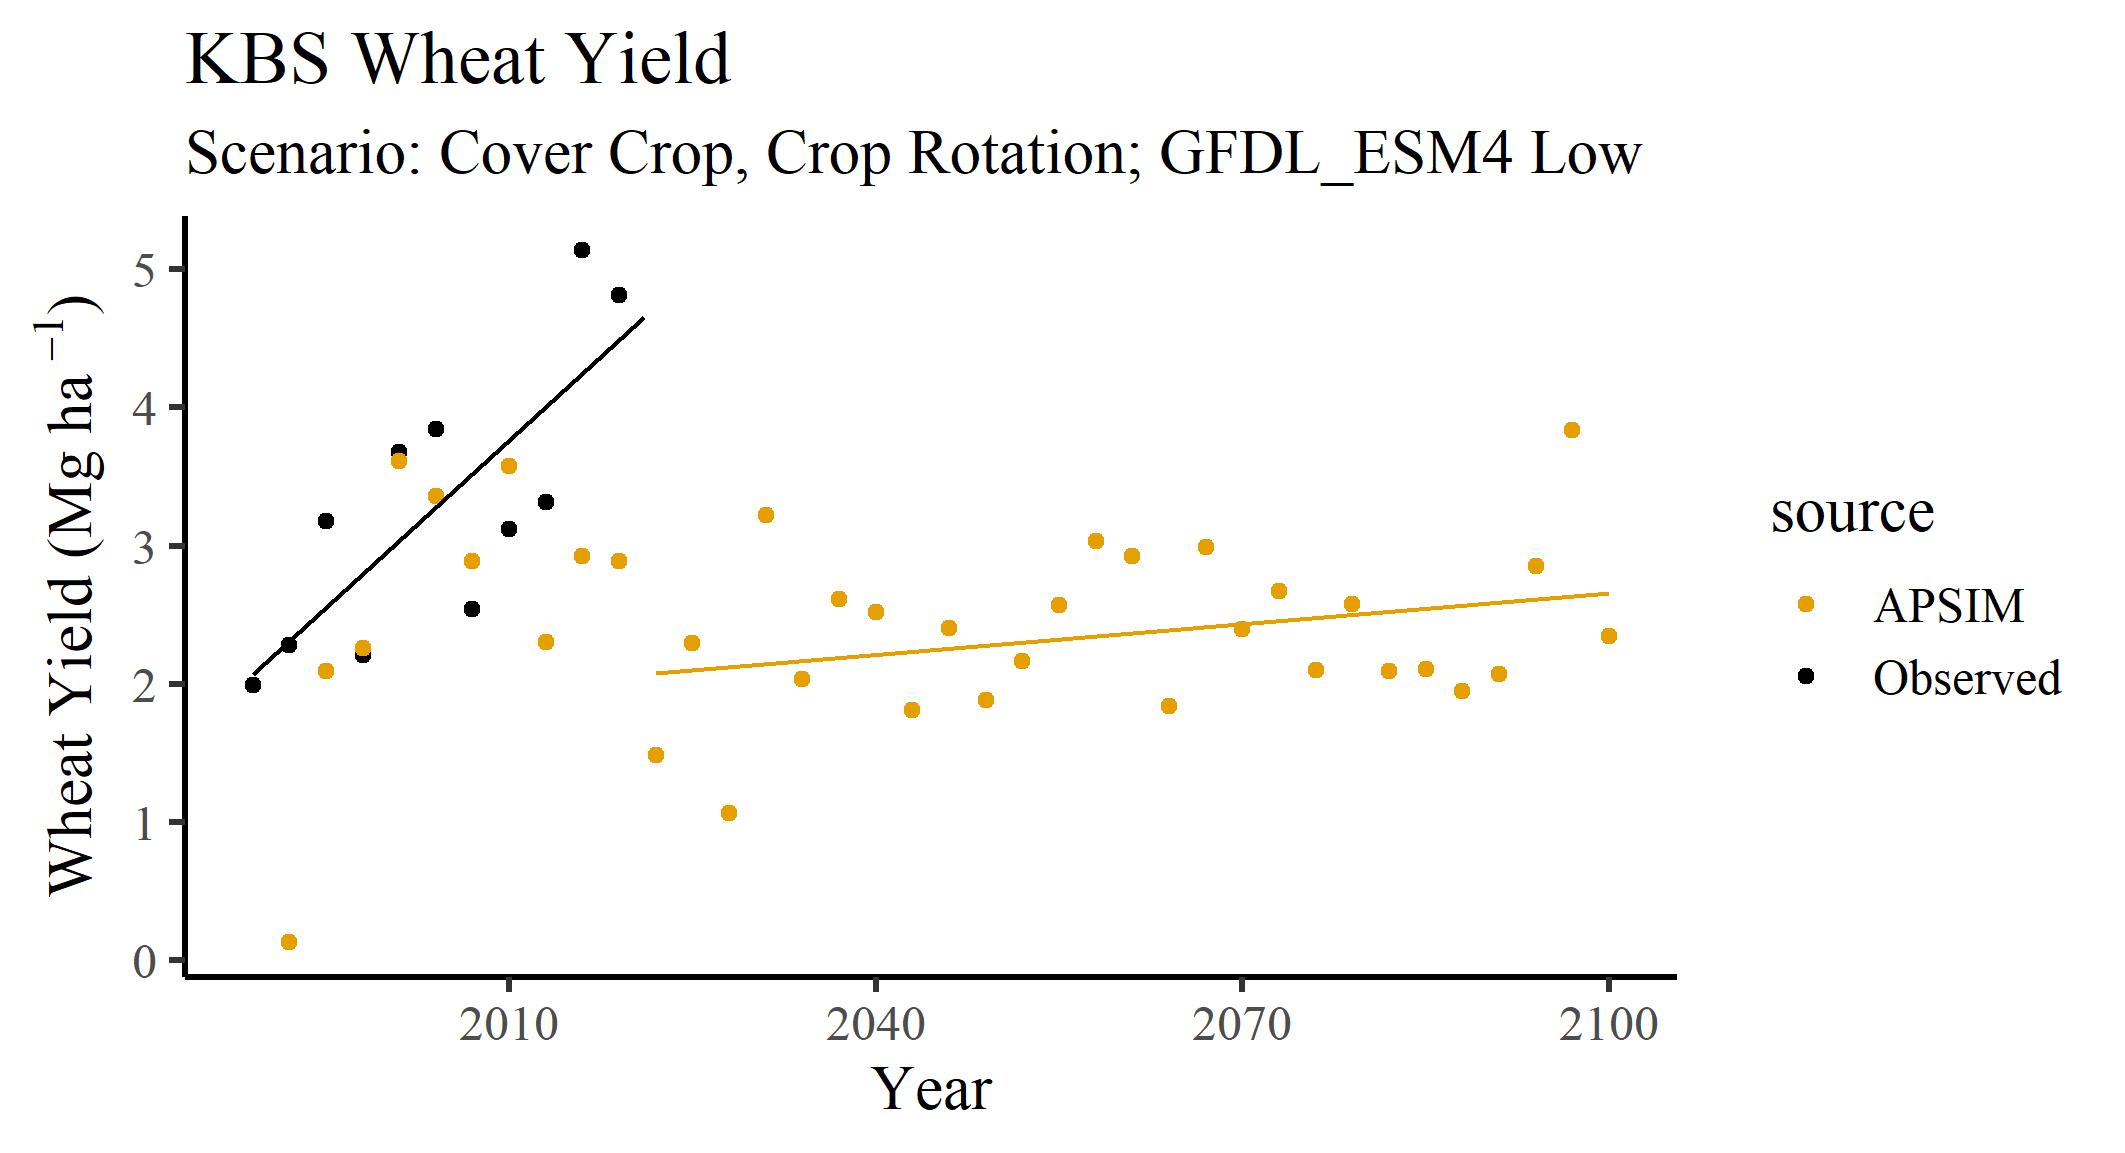 KBS Wheat Yield
Scenario: Cover Crop, Crop Rotation; GFDL_ESM4 Low
Wheat Yield (Mg ha⁻¹)
5
4
3
2
1
0
2010 2040 2070 2100
Year
source
APSIM
Observed